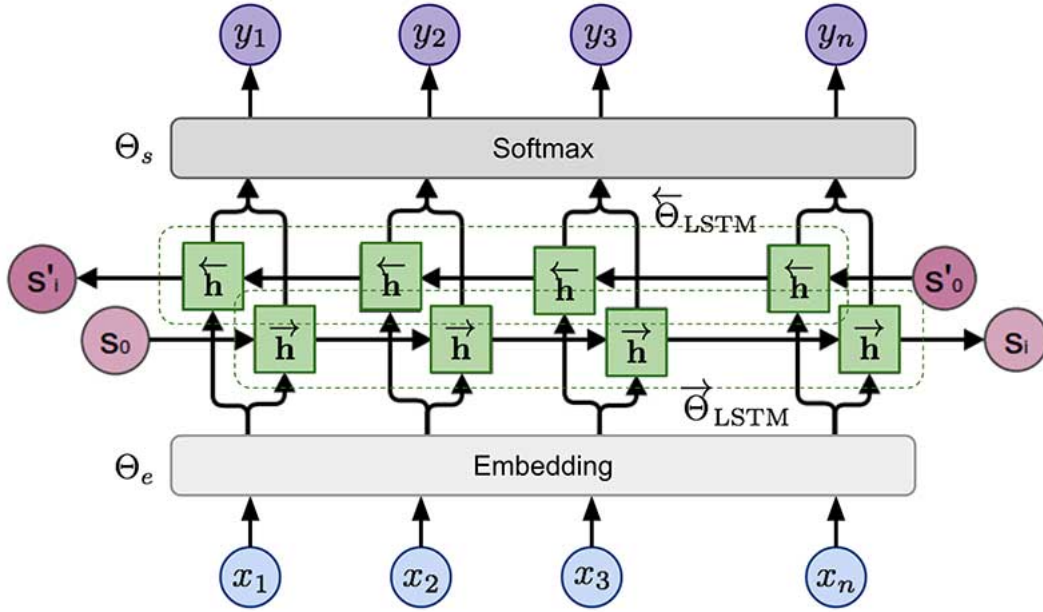 y₁ y₂ y₃ yₙ
Θₛ Softmax
←Θ LSTM
S'ᵢ ←h ←h ←h ←h S'₀
S₀ →h →h →h →h Sᵢ
→Θ LSTM
Θₑ Embedding
x₁ x₂ x₃ xₙ